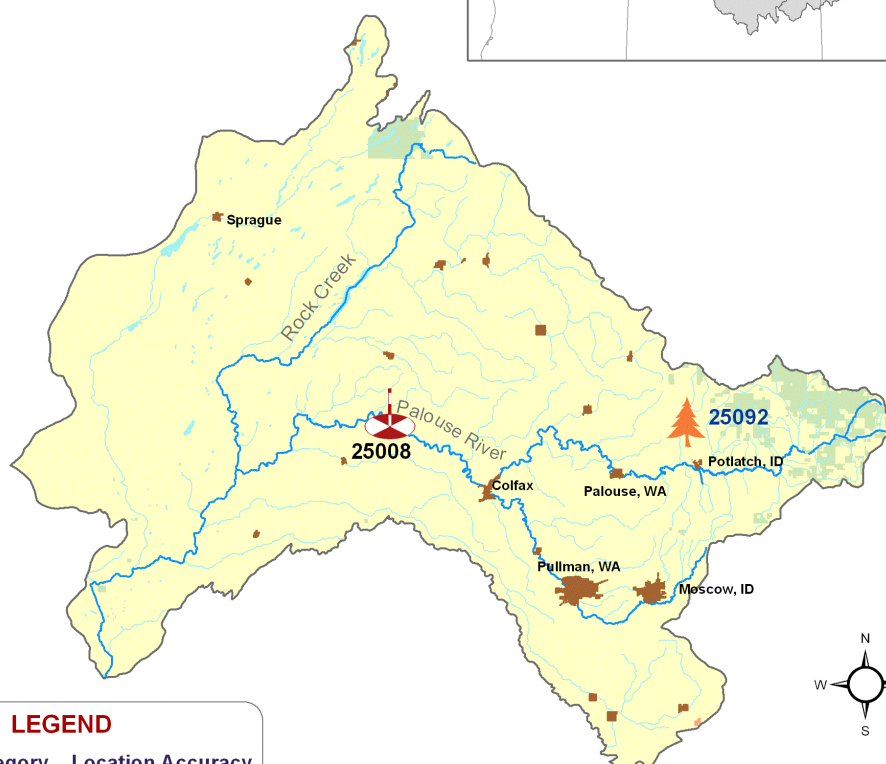 Sprague
Rock Creek
Palouse River
25008
25092
Potlatch, ID
Colfax
Palouse, WA
Pullman, WA
Moscow, ID
N
W
S
LEGEND
egory Location Accuracy